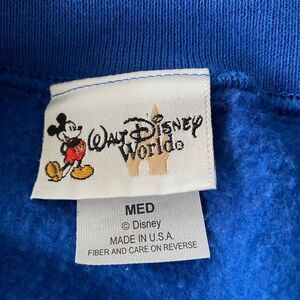 Walt Disney
World®
MED
© Disney
MADE IN U.S.A.
FIBER AND CARE ON REVERSE